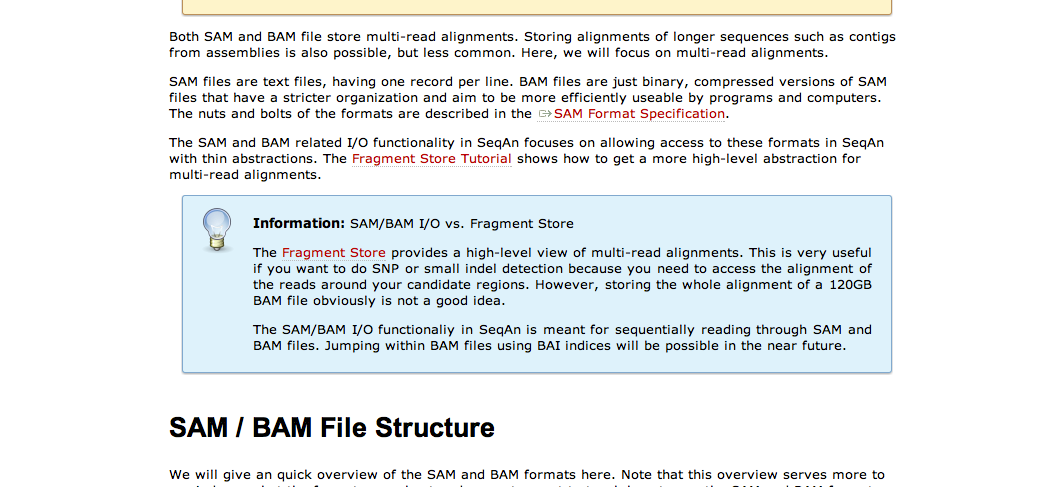 Both SAM and BAM file store multi-read alignments. Storing alignments of longer sequences such as contigs
from assemblies is also possible, but less common. Here, we will focus on multi-read alignments.
SAM files are text files, having one record per line. BAM files are just binary, compressed versions of SAM
files that have a stricter organization and aim to be more efficiently useable by programs and computers.
The nuts and bolts of the formats are described in the SAM Format Specification.
The SAM and BAM related I/O functionality in SeqAn focuses on allowing access to these formats in SeqAn
with thin abstractions. The Fragment Store Tutorial shows how to get a more high-level abstraction for
multi-read alignments.
Information: SAM/BAM I/O vs. Fragment Store
The Fragment Store provides a high-level view of multi-read alignments. This is very useful
if you want to do SNP or small indel detection because you need to access the alignment of
the reads around your candidate regions. However, storing the whole alignment of a 120GB
BAM file obviously is not a good idea.
The SAM/BAM I/O functionaliy in SeqAn is meant for sequentially reading through SAM and
BAM files. Jumping within BAM files using BAI indices will be possible in the near future.
SAM / BAM File Structure
We will give an quick overview of the SAM and BAM formats here. Note that this overview serves more to